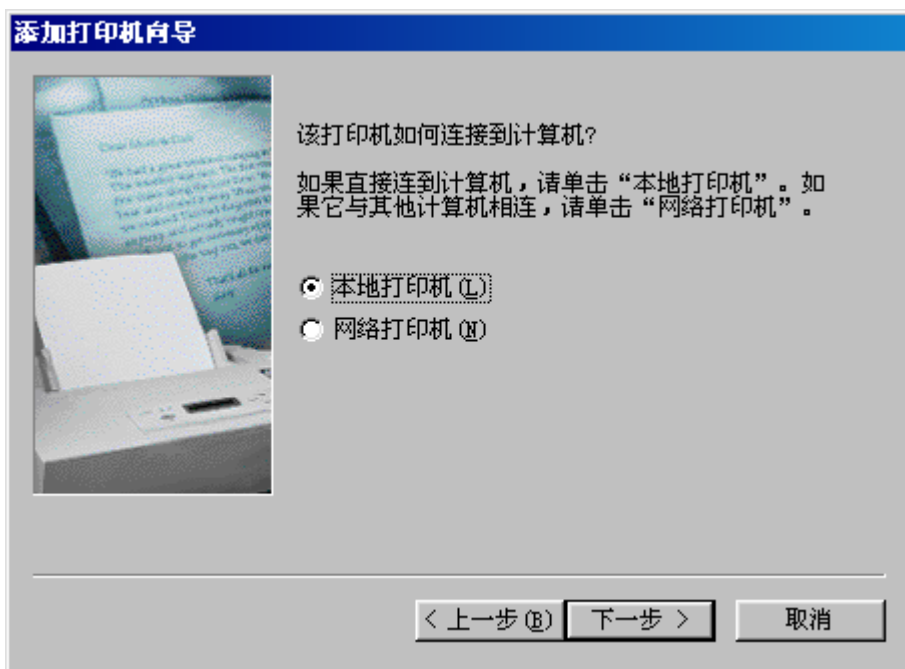 添加打印机向导
该打印机如何连接到计算机?
如果直接连到计算机，请单击“本地打印机”。如
果它与其他计算机相连，请单击“网络打印机”。
本地打印机(L)
网络打印机(N)
< 上一步(B)
下一步 >
取消